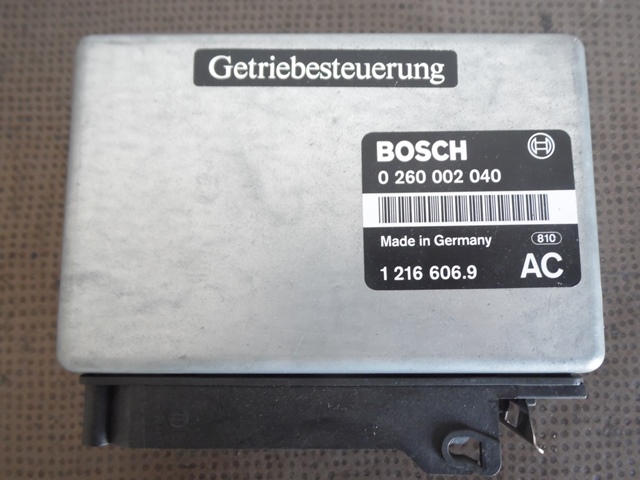 Getriebesteuerung
BOSCH
0 260 002 040
Made in Germany 810
1 216 606.9 AC